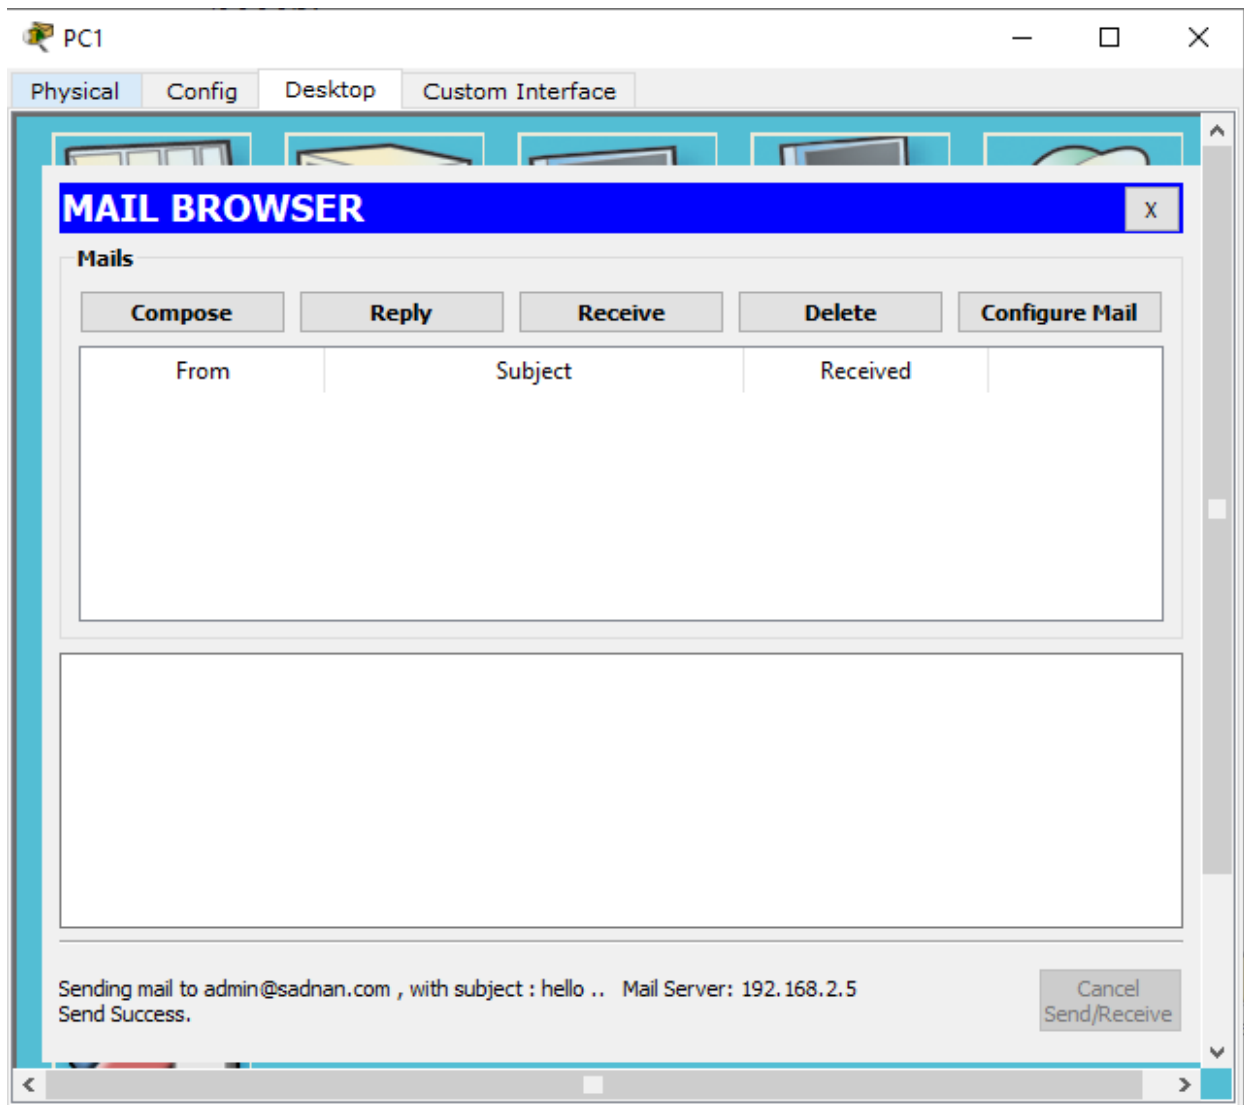 PC1
Physical Config Desktop Custom Interface
MAIL BROWSER X
Mails
Compose Reply Receive Delete Configure Mail
From Subject Received
Sending mail to admin@sadnan.com , with subject : hello .. Mail Server: 192.168.2.5
Send Success.
Cancel
Send/Receive